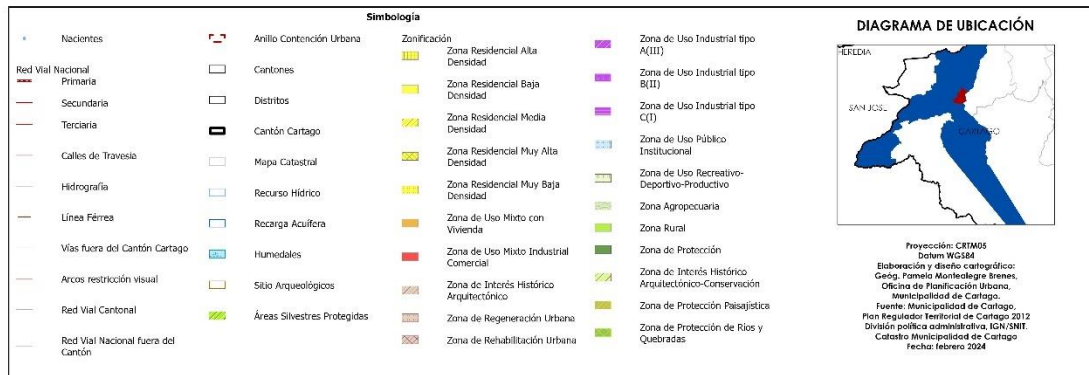 Simbología
Nacientes
Red Vial Nacional
Primaria
Secundaria
Terciaria
Calles de Travesia
Hidrografía
Línea Férrea
Vías fuera del Cantón Cartago
Arcos restricción visual
Red Vial Cantonal
Red Vial Nacional fuera del
Cantón
Anillo Contención Urbana
Cantones
Distritos
Cantón Cartago
Mapa Catastral
Recurso Hídrico
Recarga Acuífera
Humedales
Sitio Arqueológicos
Áreas Silvestres Protegidas
Zonificación
Zona Residencial Alta
Densidad
Zona Residencial Baja
Densidad
Zona Residencial Media
Densidad
Zona Residencial Muy Alta
Densidad
Zona Residencial Muy Baja
Densidad
Zona de Uso Mixto con
Vivienda
Zona de Uso Mixto Industrial
Comercial
Zona de Interés Histórico
Arquitectónico
Zona de Regeneración Urbana
Zona de Rehabilitación Urbana
Zona de Uso Industrial tipo
A(III)
Zona de Uso Industrial tipo
B(II)
Zona de Uso Industrial tipo
C(I)
Zona de Uso Público
Institucional
Zona de Uso Recreativo-
Deportivo-Productivo
Zona Agropecuaria
Zona Rural
Zona de Protección
Zona de Interés Histórico
Arquitectónico-Conservación
Zona de Protección Paisajística
Zona de Protección de Ríos y
Quebradas
DIAGRAMA DE UBICACIÓN
HEREDIA
SAN JOSE
CARTAGO
Proyección: CRTM05
Datum WGS84
Elaboración y diseño cartográfico:
Geóg. Pamela Montealegre Brenes,
Oficina de Planificación Urbana,
Municipalidad de Cartago.
Fuente: Municipalidad de Cartago,
Plan Regulador Territorial de Cartago 2012
División política administrativa, IGN/SNIT.
Catastro Municipalidad de Cartago
Fecha: febrero 2024